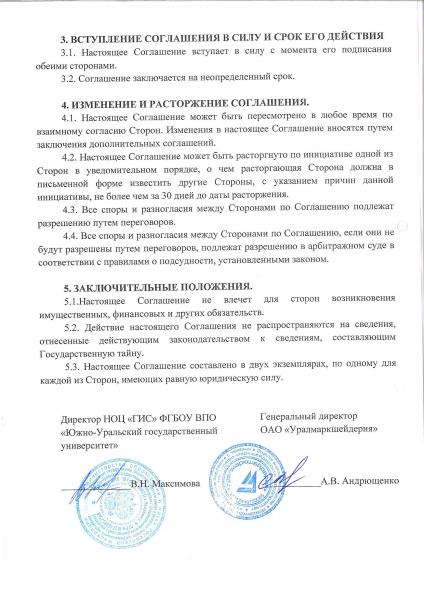 3. ВСТУПЛЕНИЕ СОГЛАШЕНИЯ В СИЛУ И СРОК ЕГО ДЕЙСТВИЯ
3.1. Настоящее Соглашение вступает в силу с момента его подписания
обеими сторонами.
3.2. Соглашение заключается на неопределенный срок.
4. ИЗМЕНЕНИЕ И РАСТОРЖЕНИЕ СОГЛАШЕНИЯ.
4.1. Настоящее Соглашение может быть пересмотрено в любое время по
взаимному согласию Сторон. Изменения в настоящее Соглашение вносятся путем
заключения дополнительных соглашений.
4.2. Настоящее Соглашение может быть расторгнуто по инициативе одной из
Сторон в уведомительном порядке, о чем расторгающая Сторона должна в
письменной форме известить другие Стороны, с указанием причин данной
инициативы, не более чем за 30 дней до даты расторжения.
4.3. Все споры и разногласия между Сторонами по Соглашению подлежат
разрешению путем переговоров.
4.4. Все споры и разногласия между Сторонами по Соглашению, если они не
будут разрешены путем переговоров, подлежат разрешению в арбитражном суде в
соответствии с правилами о подсудности, установленными законом.
5. ЗАКЛЮЧИТЕЛЬНЫЕ ПОЛОЖЕНИЯ.
5.1.Настоящее Соглашение не влечет для сторон возникновения
имущественных, финансовых и других обязательств.
5.2. Действие настоящего Соглашения не распространяются на сведения,
отнесенные действующим законодательством к сведениям, составляющим
Государственную тайну.
5.3. Настоящее Соглашение составлено в двух экземплярах, по одному для
каждой из Сторон, имеющих равную юридическую силу.
Директор НОЦ «ГИС» ФГБОУ ВПО
«Южно-Уральский государственный
университет»
В.Н. Максимова
Генеральный директор
ОАО «Уралмаркшейдерия»
А.В. Андрющенко